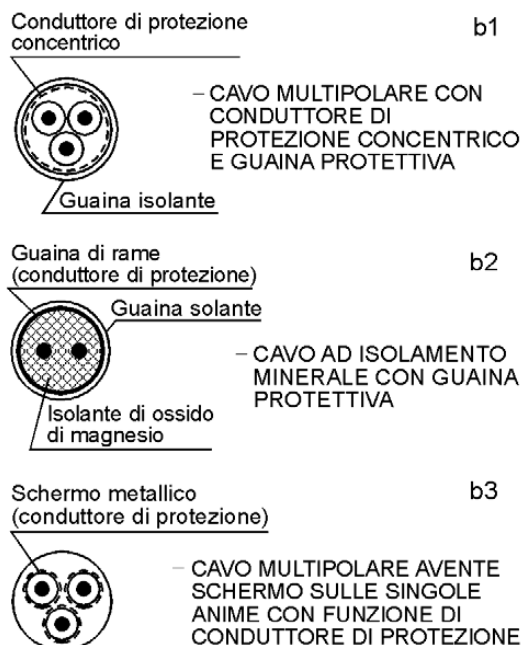 Conduttore di protezione
concentrico
b1
– CAVO MULTIPOLARE CON
CONDUTTORE DI
PROTEZIONE CONCENTRICO
E GUAINA PROTETTIVA
Guaina isolante
Guaina di rame
(conduttore di protezione)
b2
Guaina solante
– CAVO AD ISOLAMENTO
MINERALE CON GUAINA
PROTETTIVA
Isolante di ossido
di magnesio
Schermo metallico
(conduttore di protezione)
b3
– CAVO MULTIPOLARE AVENTE
SCHERMO SULLE SINGOLE
ANIME CON FUNZIONE DI
CONDUTTORE DI PROTEZIONE